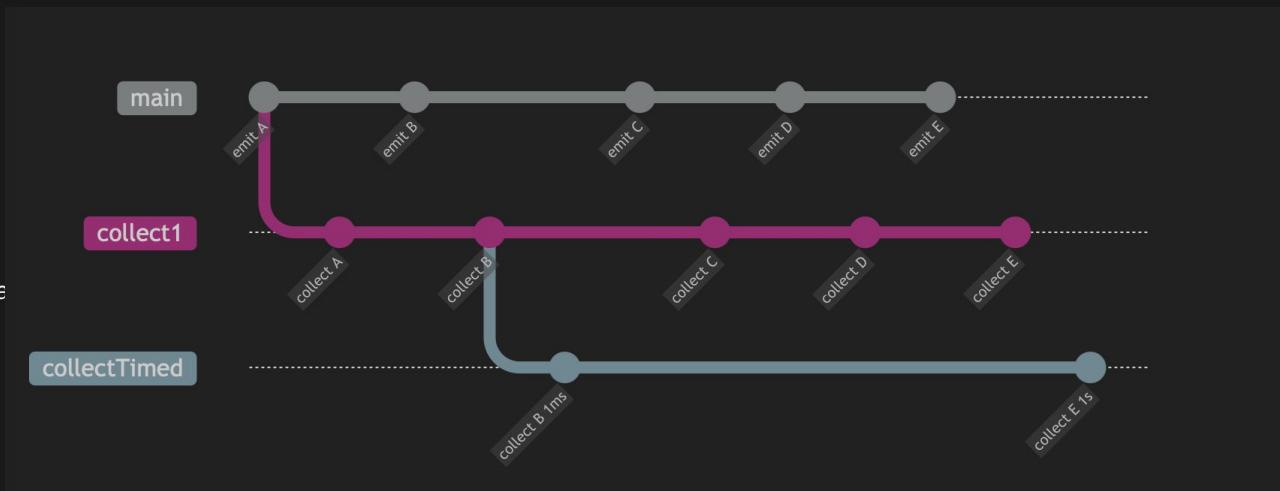 main
emit A
emit B
emit C
emit D
emit E
collect1
collect A
collect B
collect C
collect D
collect E
collectTimed
collect B 1ms
collect E 1s